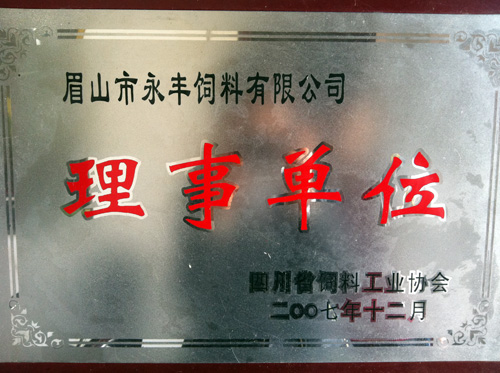 眉山市永丰饲料有限公司
理事单位
四川省饲料工业协会
二〇〇七年十二月